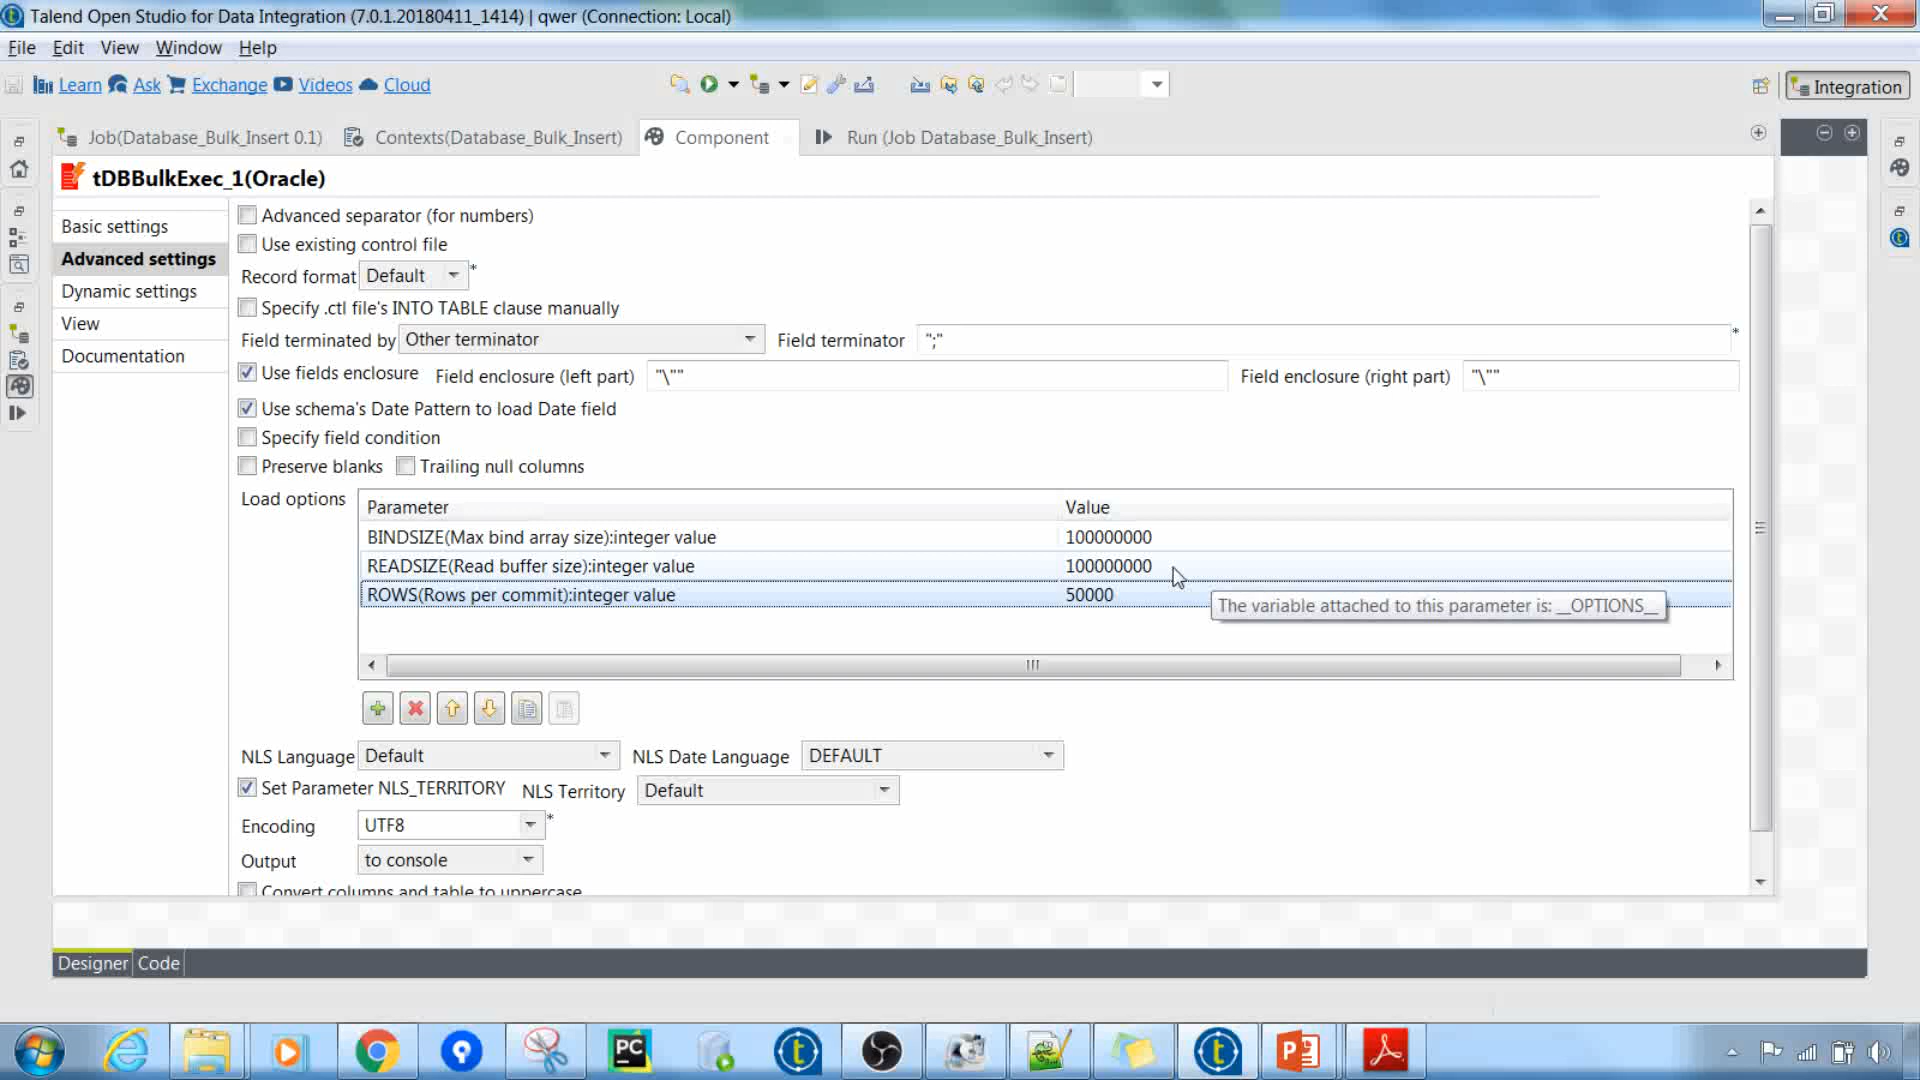 Talend Open Studio for Data Integration (7.0.1.20180411_1414) | qwer (Connection: Local)
File Edit View Window Help
Learn Ask Exchange Videos Cloud
Integration
Job(Database_Bulk_Insert 0.1) Contexts(Database_Bulk_Insert) Component Run (Job Database_Bulk_Insert)
tDBBulkExec_1(Oracle)
Basic settings
Advanced settings
Dynamic settings
View
Documentation
Advanced separator (for numbers)
Use existing control file
Record format Default *
Specify .ctl file's INTO TABLE clause manually
Field terminated by Other terminator Field terminator ";" *
Use fields enclosure Field enclosure (left part) "\"" Field enclosure (right part) "\""
Use schema's Date Pattern to load Date field
Specify field condition
Preserve blanks Trailing null columns
Load options
Parameter Value
BINDSIZE(Max bind array size):integer value 100000000
READSIZE(Read buffer size):integer value 100000000
ROWS(Rows per commit):integer value 50000
The variable attached to this parameter is: __OPTIONS__
NLS Language Default NLS Date Language DEFAULT
Set Parameter NLS_TERRITORY NLS Territory Default
Encoding UTF8 *
Output to console
Convert columns and table to uppercase
Designer Code
PC